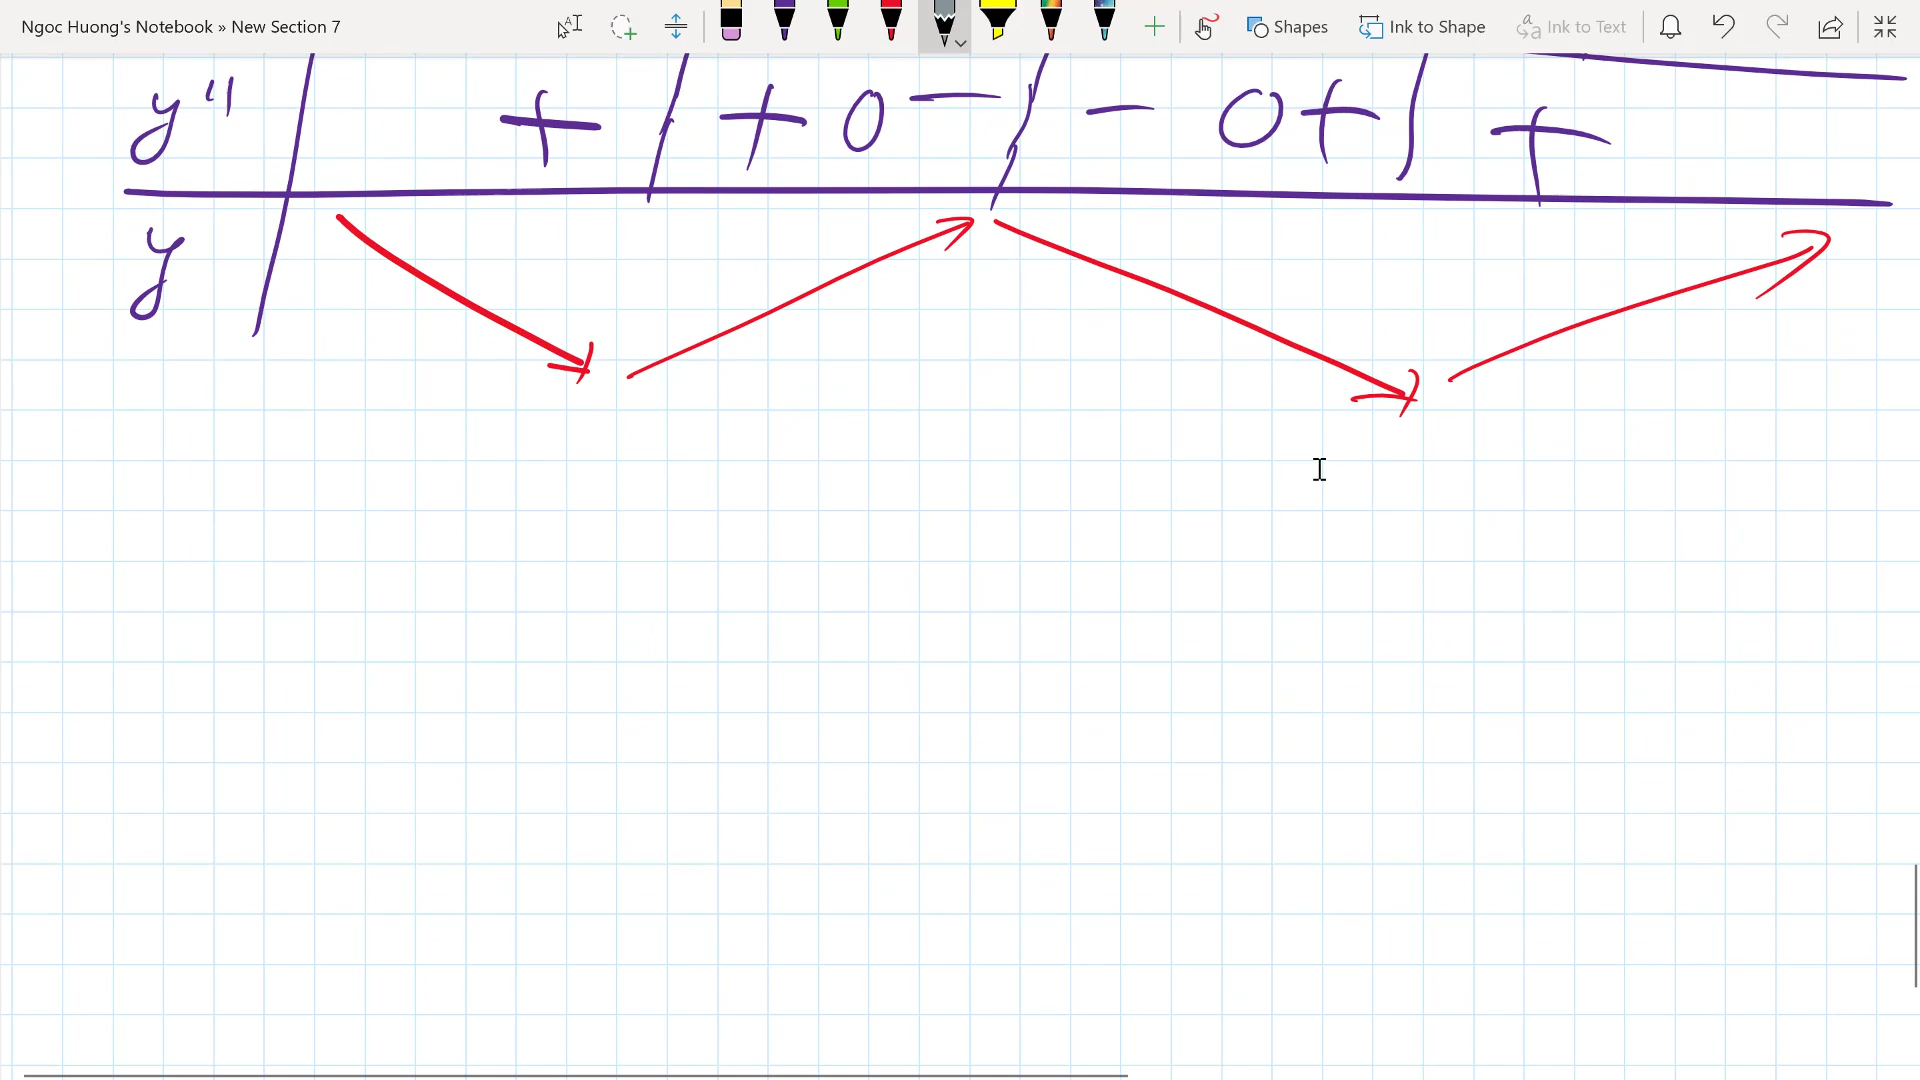 Ngoc Huong's Notebook » New Section 7
Shapes Ink to Shape Ink to Text
y" + | + 0 − | − 0 + | +
y